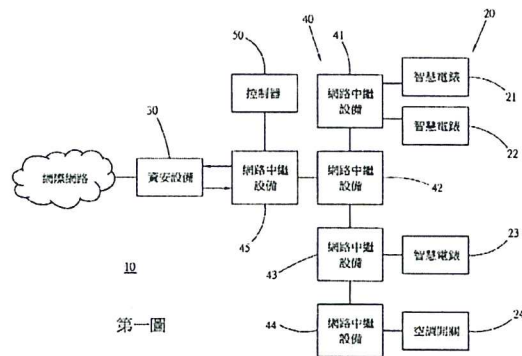 50
40
41
20
控制器
網路中繼
設備
智慧電錶
21
智慧電錶
22
50
網際網路
資安設備
網路中繼
設備
45
網路中繼
設備
42
網路中繼
設備
43
智慧電錶
23
網路中繼
設備
44
空調開關
24
10
第一圖